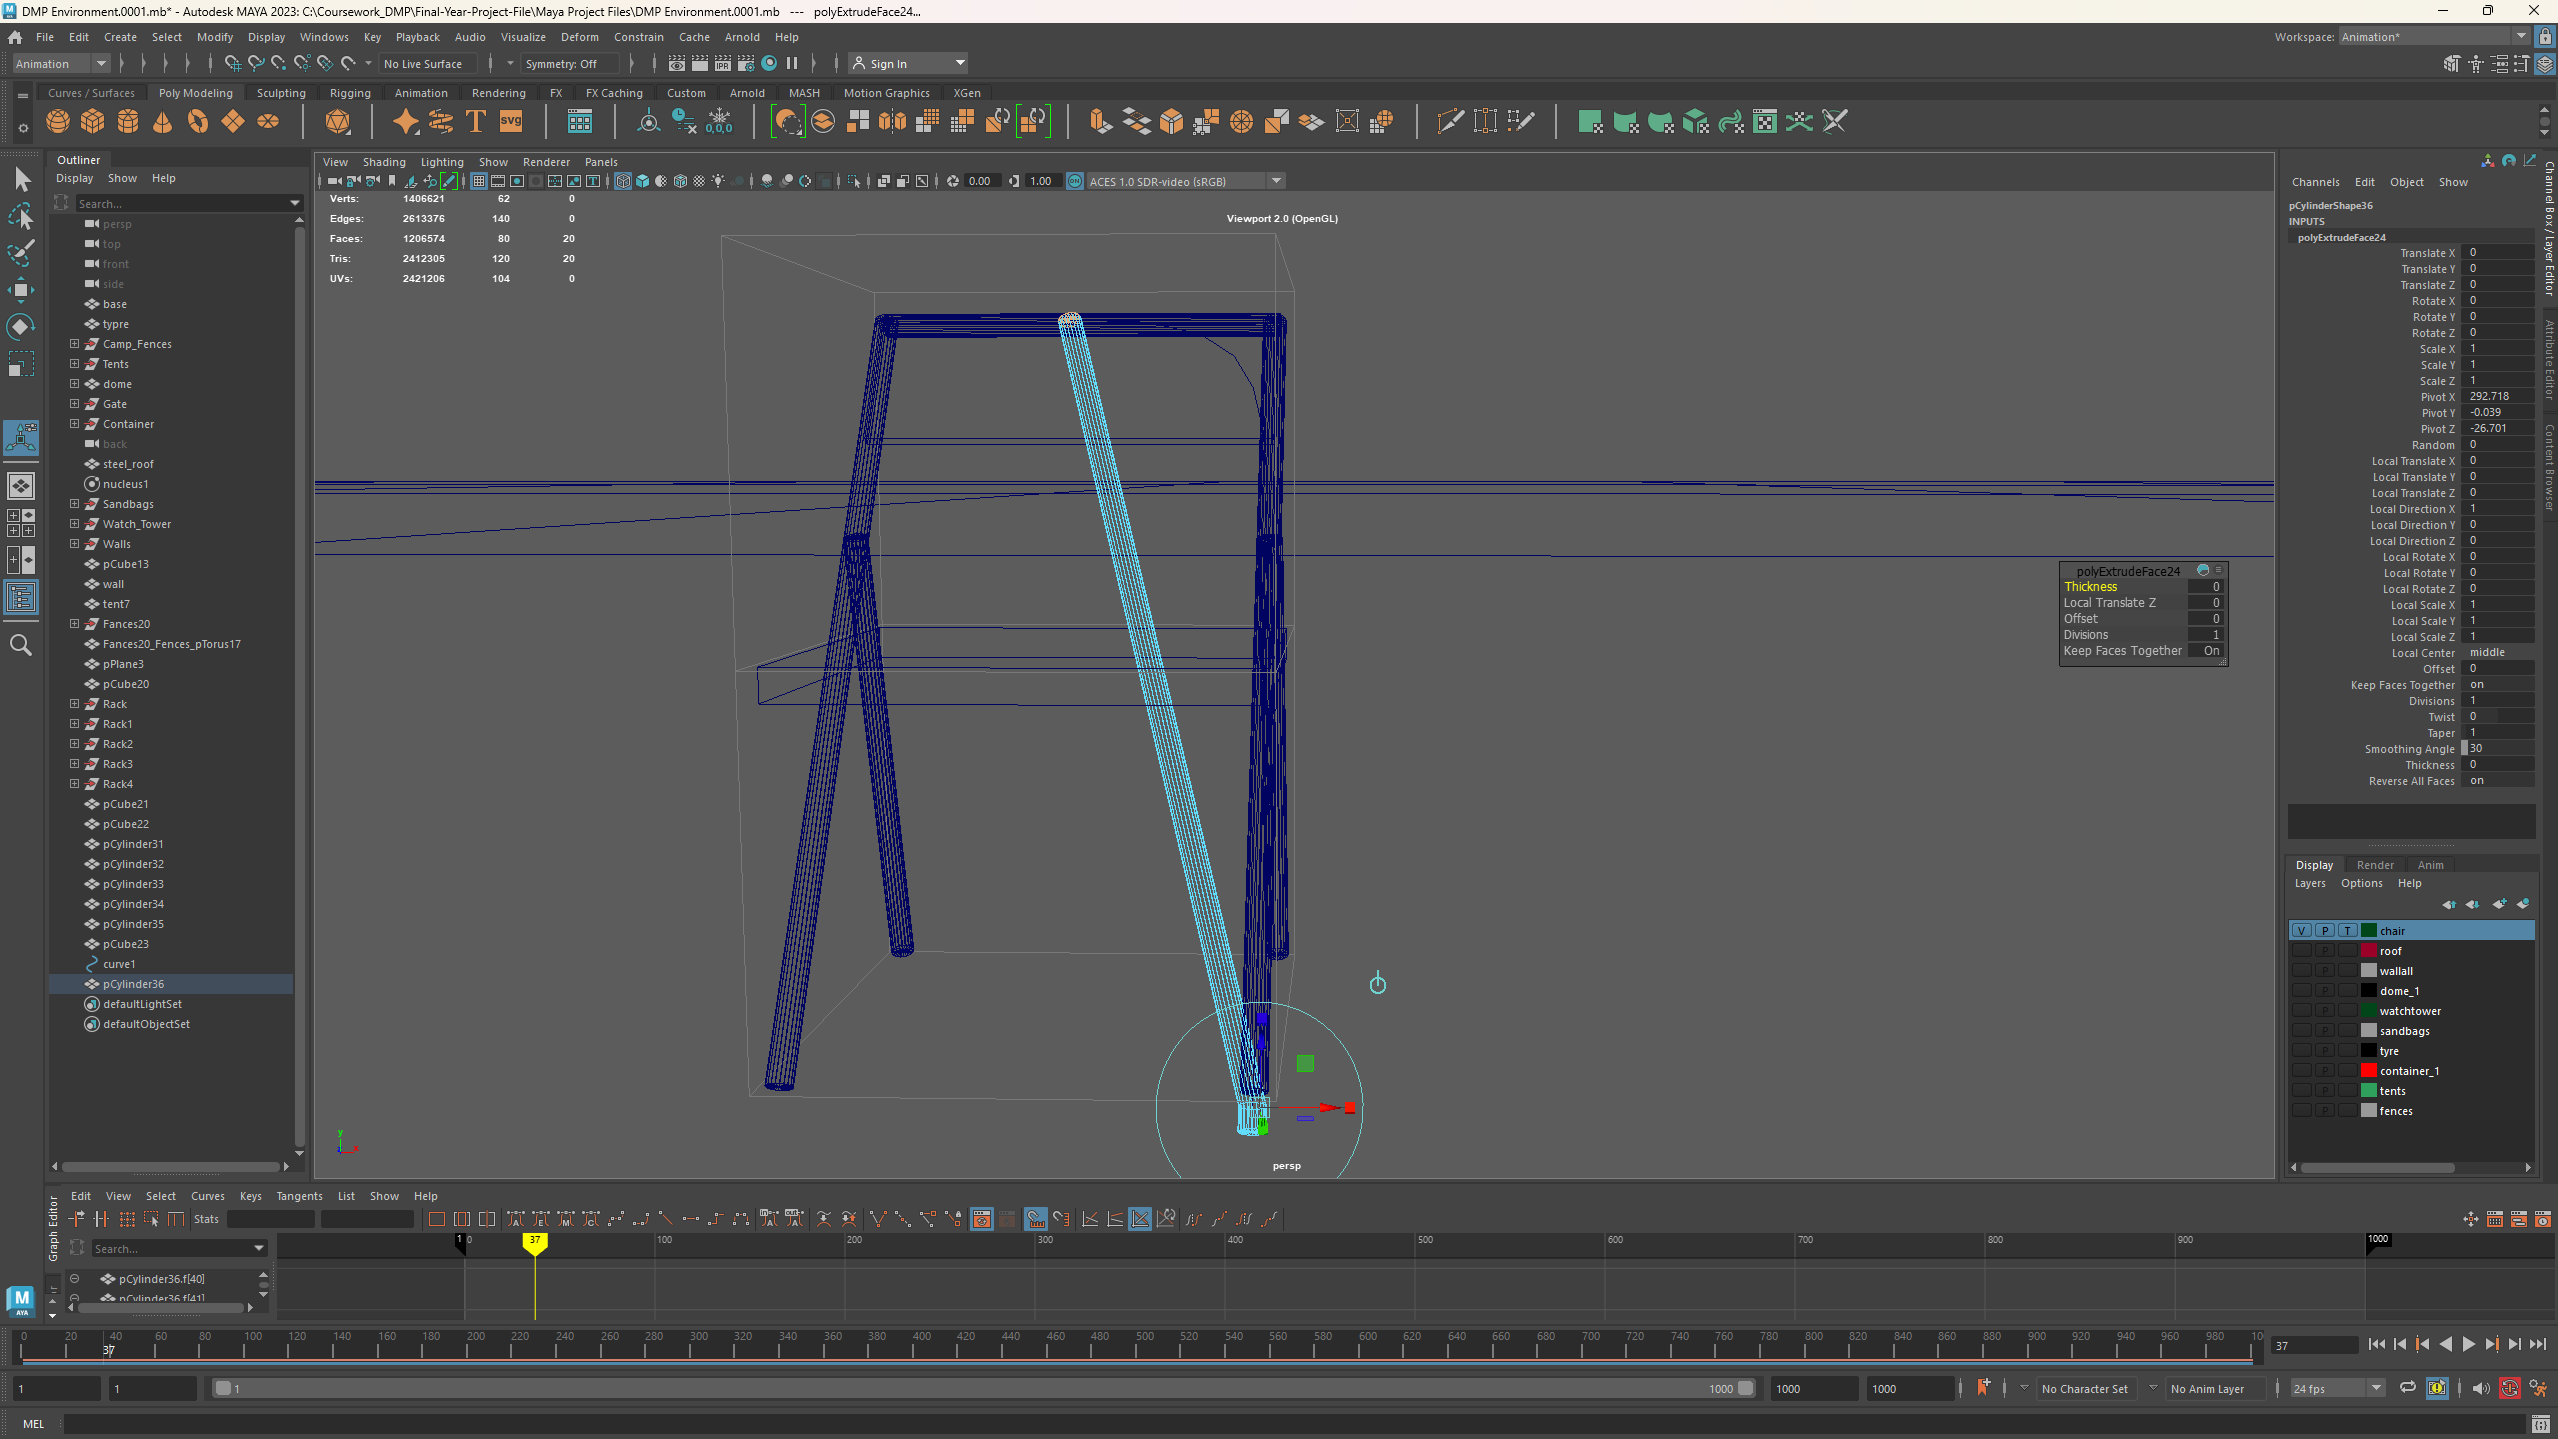 DMP Environment.0001.mb* - Autodesk MAYA 2023: C:\Coursework_DMP\Final-Year-Project-File\Maya Project Files\DMP Environment.0001.mb --- polyExtrudeFace24...
File Edit Create Select Modify Display Windows Key Playback Audio Visualize Deform Constrain Cache Arnold Help
Workspace: Animation*
Animation No Live Surface Symmetry: Off Sign In
Curves / Surfaces Poly Modeling Sculpting Rigging Animation Rendering FX FX Caching Custom Arnold MASH Motion Graphics XGen
Outliner
Display Show Help
Search...
persp
top
front
side
base
typre
Camp_Fences
Tents
dome
Gate
Container
back
steel_roof
nucleus1
Sandbags
Watch_Tower
Walls
pCube13
wall
tent7
Fances20
Fances20_Fences_pTorus17
pPlane3
pCube20
Rack
Rack1
Rack2
Rack3
Rack4
pCube21
pCube22
pCylinder31
pCylinder32
pCylinder33
pCylinder34
pCylinder35
pCube23
curve1
pCylinder36
defaultLightSet
defaultObjectSet
View Shading Lighting Show Renderer Panels
0.00 1.00 ACES 1.0 SDR-video (sRGB)
Verts: 1406621 62 0
Edges: 2613376 140 0
Faces: 1206574 80 20
Tris: 2412305 120 20
UVs: 2421206 104 0
Viewport 2.0 (OpenGL)
polyExtrudeFace24
Thickness 0
Local Translate Z 0
Offset 0
Divisions 1
Keep Faces Together On
y
x
persp
Channels Edit Object Show
pCylinderShape36
INPUTS
polyExtrudeFace24
Translate X 0
Translate Y 0
Translate Z 0
Rotate X 0
Rotate Y 0
Rotate Z 0
Scale X 1
Scale Y 1
Scale Z 1
Pivot X 292.718
Pivot Y -0.039
Pivot Z -26.701
Random 0
Local Translate X 0
Local Translate Y 0
Local Translate Z 0
Local Direction X 1
Local Direction Y 0
Local Direction Z 0
Local Rotate X 0
Local Rotate Y 0
Local Rotate Z 0
Local Scale X 1
Local Scale Y 1
Local Scale Z 1
Local Center middle
Offset 0
Keep Faces Together on
Divisions 1
Twist 0
Taper 1
Smoothing Angle 30
Thickness 0
Reverse All Faces on
Channel Box / Layer Editor
Attribute Editor
Content Browser
Display Render Anim
Layers Options Help
V P T chair
P roof
P wallall
P dome_1
P watchtower
P sandbags
P tyre
P container_1
P tents
P fences
Graph Editor
Edit View Select Curves Keys Tangents List Show Help
Stats
Search...
1 0 37 100 200 300 400 500 600 700 800 900 1000
pCylinder36.f[40]
pCylinder36.f[41]
0 20 40 60 80 100 120 140 160 180 200 220 240 260 280 300 320 340 360 380 400 420 440 460 480 500 520 540 560 580 600 620 640 660 680 700 720 740 760 780 800 820 840 860 880 900 920 940 960 980 10
37
37
1 1 1 1000 1000 1000 No Character Set No Anim Layer 24 fps
MEL